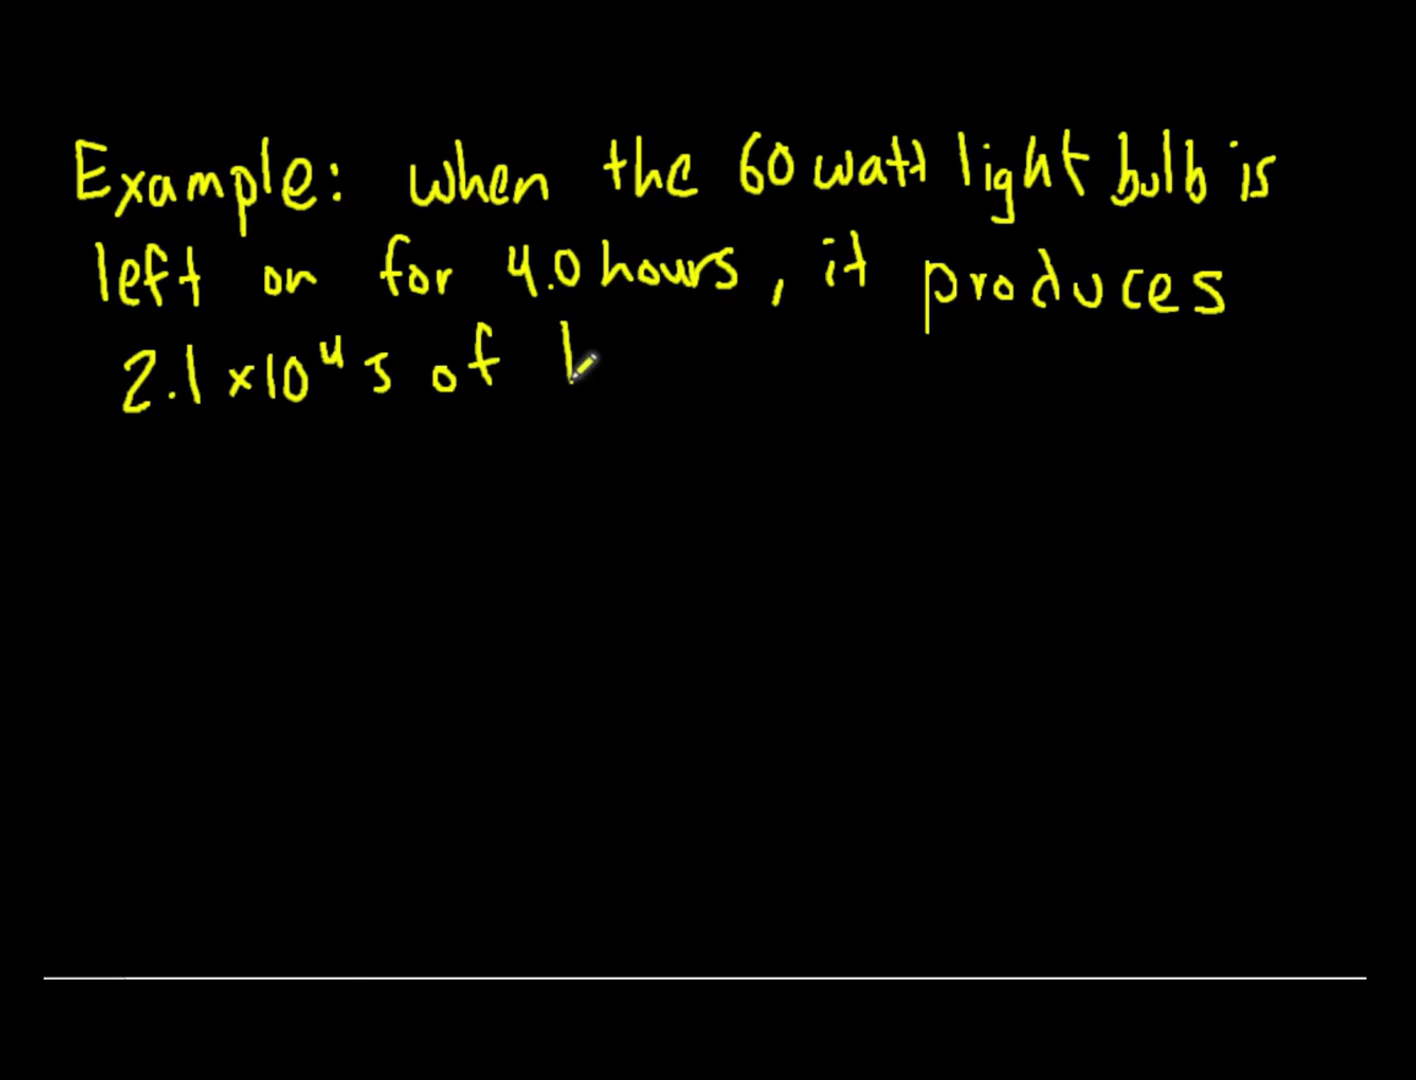 Example: when the 60 watt light bulb is
left on for 4.0 hours, it produces
2.1 x10⁴ J of